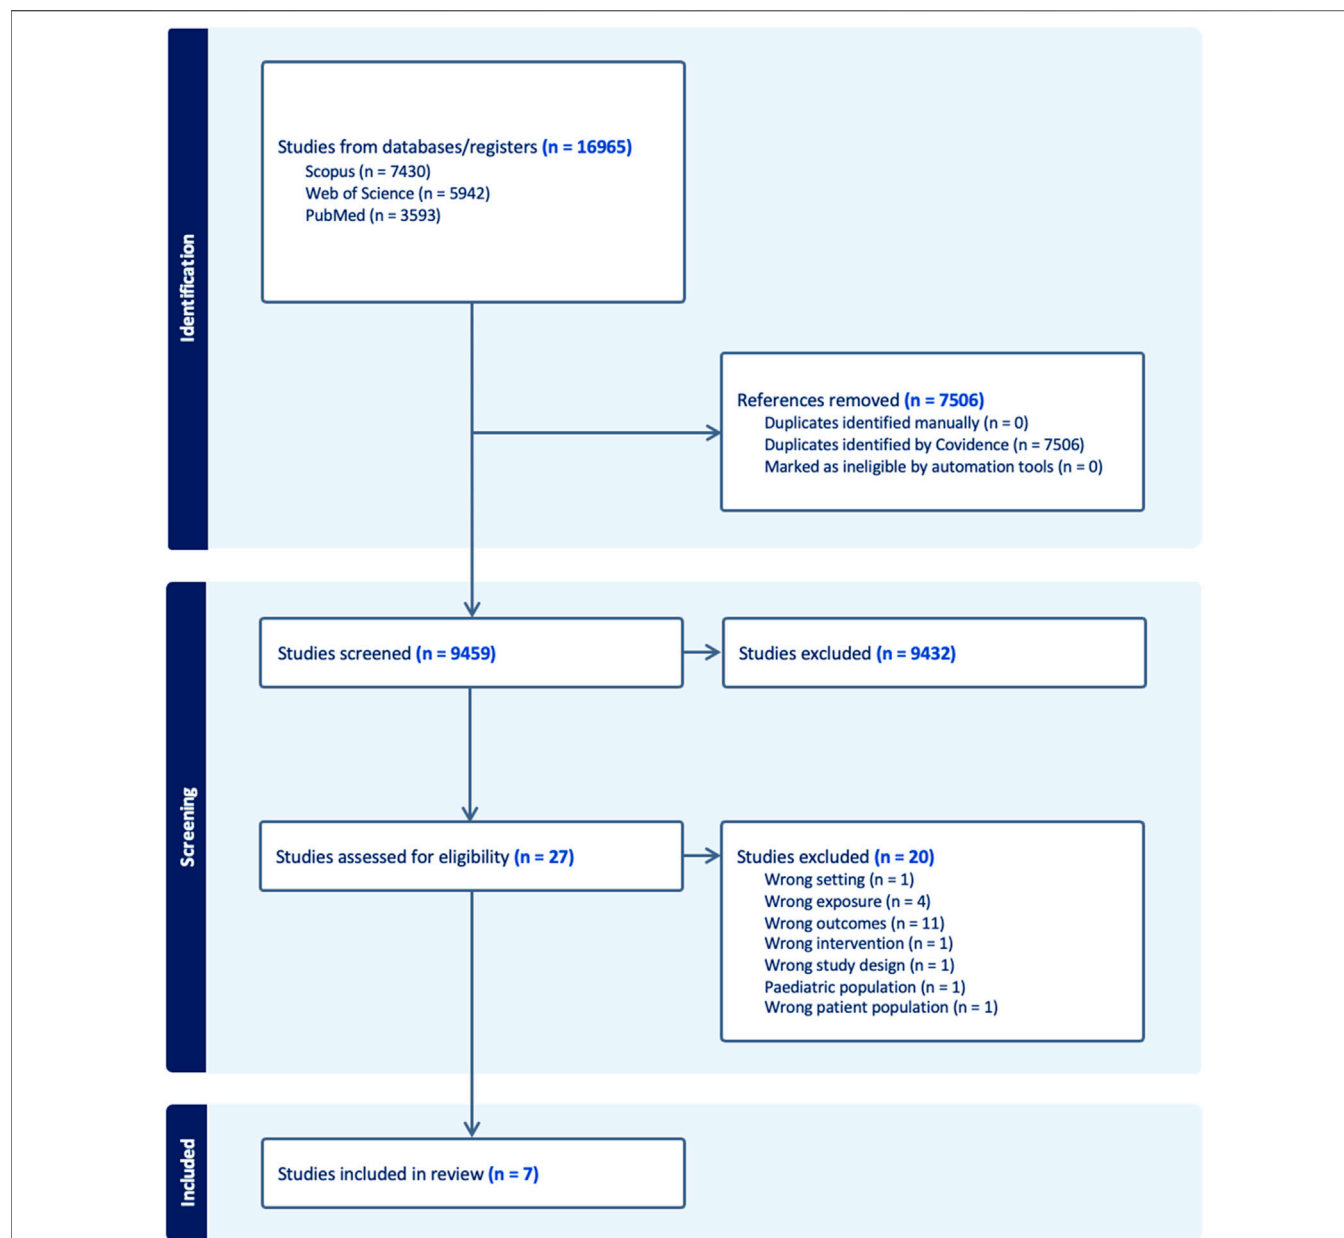 Identification
Studies from databases/registers (n = 16965)
Scopus (n = 7430)
Web of Science (n = 5942)
PubMed (n = 3593)
References removed (n = 7506)
Duplicates identified manually (n = 0)
Duplicates identified by Covidence (n = 7506)
Marked as ineligible by automation tools (n = 0)
Screening
Studies screened (n = 9459)
Studies excluded (n = 9432)
Studies assessed for eligibility (n = 27)
Studies excluded (n = 20)
Wrong setting (n = 1)
Wrong exposure (n = 4)
Wrong outcomes (n = 11)
Wrong intervention (n = 1)
Wrong study design (n = 1)
Paediatric population (n = 1)
Wrong patient population (n = 1)
Included
Studies included in review (n = 7)